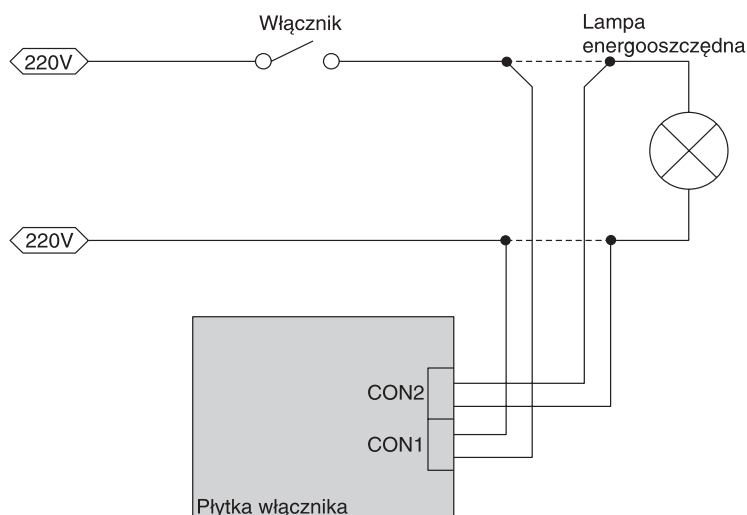 Włącznik
Lampa
energooszczędna
220V
220V
CON2
CON1
Płytka włącznika